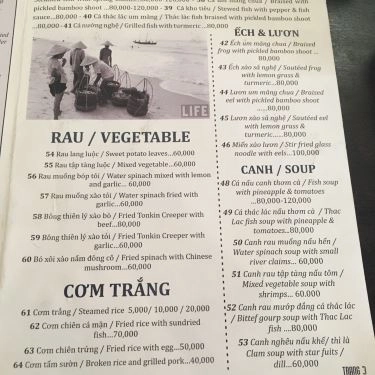 pickled bamboo shoot ...80,000-120,000 - 39 Cá kho tiêu / Stewed fish with pepper & fish
sauce...80,000 - 40 Cá thác lác um măng / Thác lác fish braised with pickled bamboo shoot
...80,000 - 41 Cá nướng nghệ / Grilled fish with turmeric...80,000
LIFE
RAU / VEGETABLE
54 Rau lang luộc / Sweet potato leaves...60,000
55 Rau tập tàng luộc / Mixed vegetable...60,000
56 Rau muống bóp tỏi / Water spinach mixed with lemon
and garlic... 60,000
57 Rau muống xào tỏi / Water spinach fried with
garlic...60,000
58 Bông thiên lý xào bò / Fried Tonkin Creeper with
beef...80,000
59 Bông thiên lý xào tỏi / Fried Tonkin Creeper with
garlic...60,000
60 Bó xôi xào nấm đông cô / Fried spinach with Chinese
mushroom...60,000
CƠM TRẮNG
61 Cơm trắng / Steamed rice 5,000/ 10,000 / 20,000
62 Cơm chiên cá mặn / Fried rice with sundried
fish...70,000
63 Cơm chiên trứng / Fried rice with egg...50,000
64 Cơm tấm sườn / Broken rice and grilled pork...40,000
ẾCH & LƯƠN
42 Ếch um măng chua / Braised
frog with pickled bamboo shoot ...
80,000
43 Ếch xào sả nghệ / Sautéed frog
with lemon grass &
turmeric...80,000
44 Lươn um măng chua / Braised
eel with pickled bamboo shoot
......80,000
45 Lươn xào sả nghệ / Sautéed eel
with lemon grass &
turmeric......80,000
46 Miến xào lươn / Stir fried glass
noodle with eels...100,000
CANH / SOUP
48 Cá nấu canh thơm cà / Fish soup
with pineapple & tomatoes
...80,000-120,000
49 Cá thác lác nấu thơm cà / Thac
Lac fish soup with pineapple &
tomatoes...80,000
50 Canh rau muống nấu hến /
Water spinach soup with small
river clams... 60,000
51 Canh rau tập tàng nấu tôm /
Mixed vegetable soup with
shrimps... 60.000
52 Canh rau mướp đắng cá thác lác
/ Bittef gourp soup with Thac Lac
fish ....80,000
53 Canh nghêu nấu khế/ thì là
Clam soup with star fuits /
dill....60,000
TRANG 3